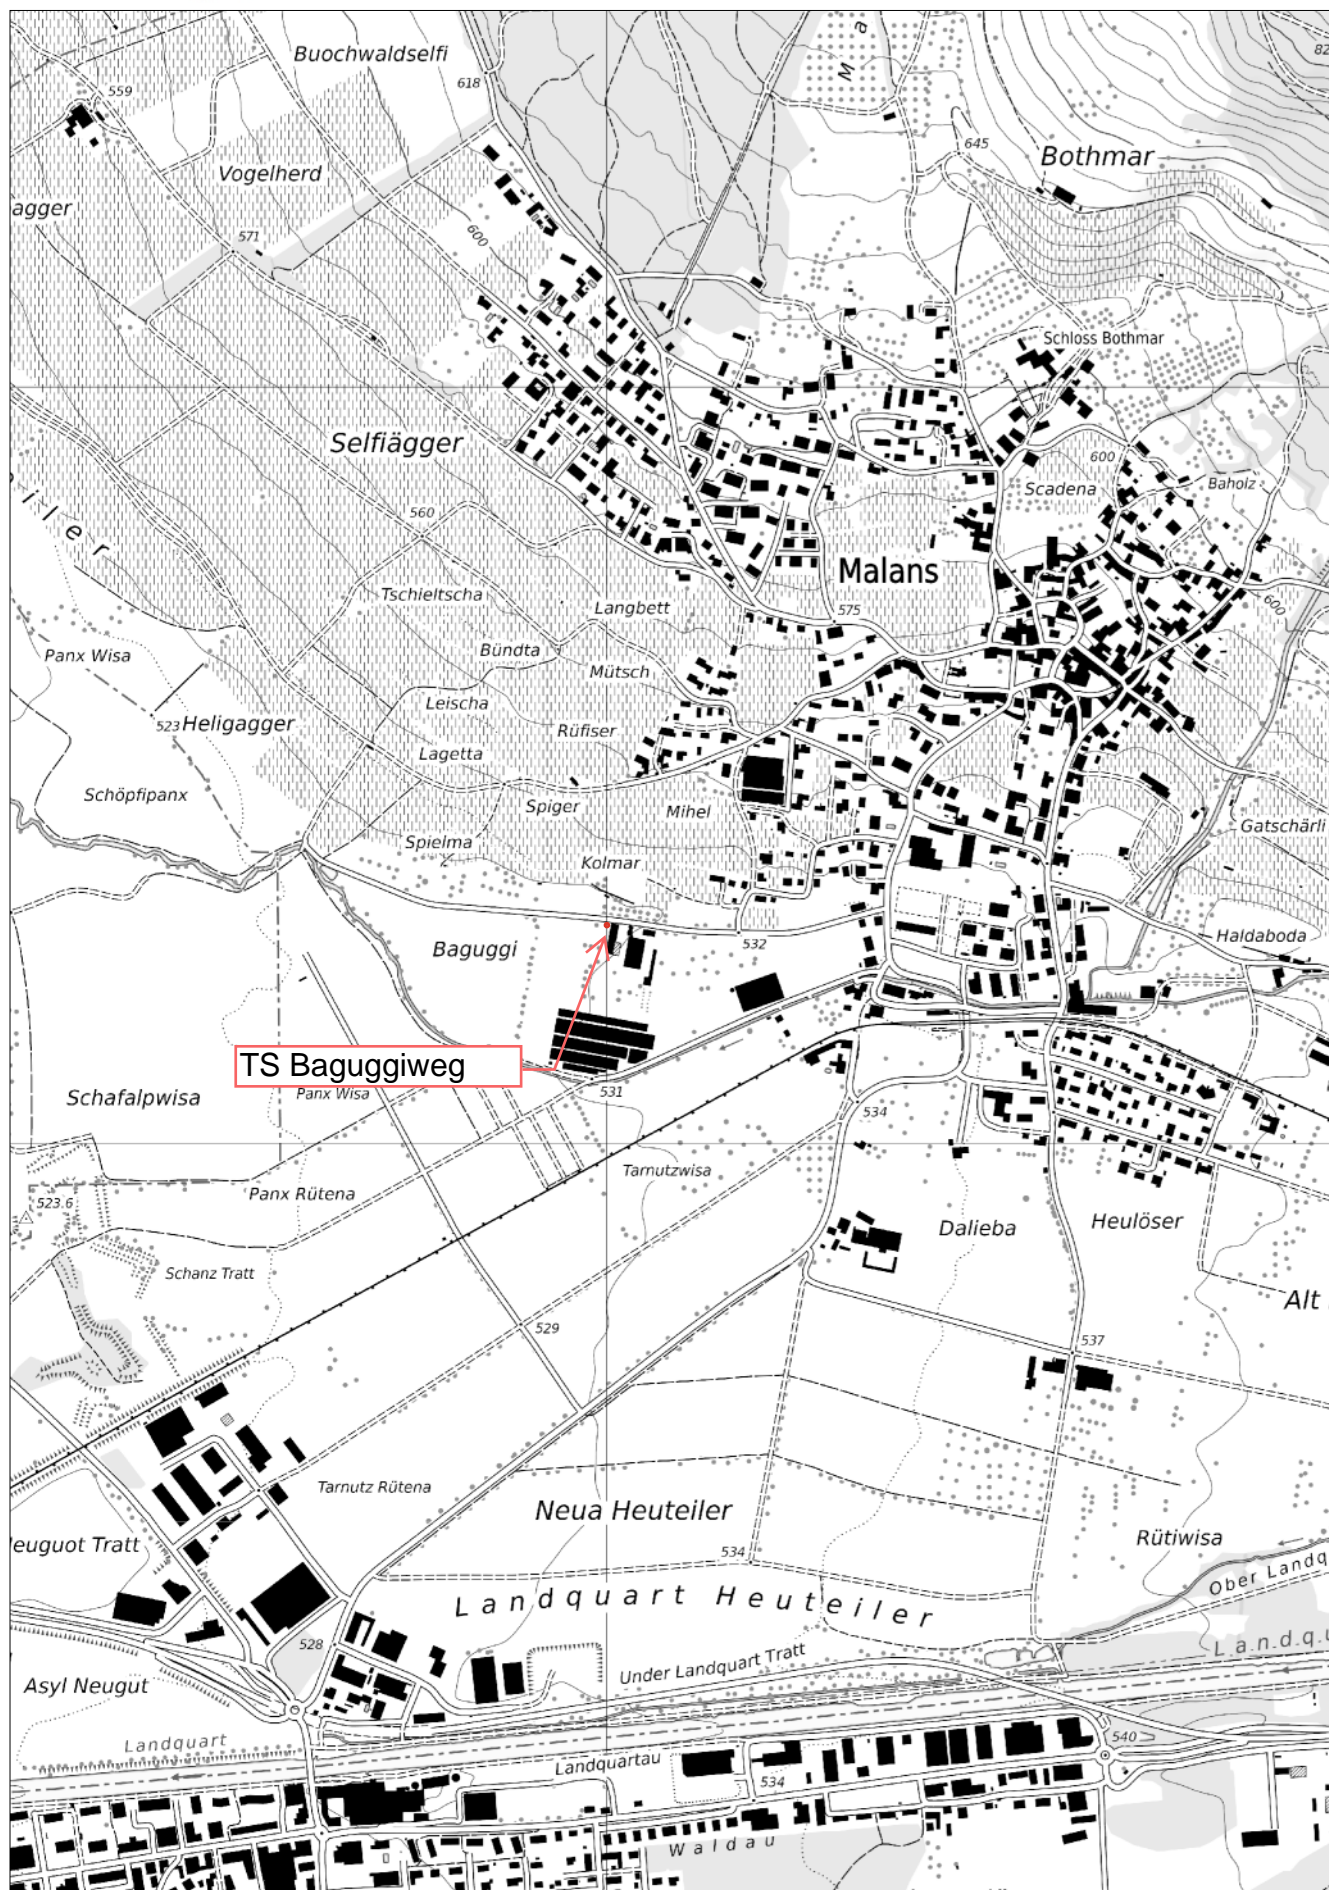 Buochwaldselfi
618
559
M a
82
645
Bothmar
Vogelherd
agger
571
600
Schloss Bothmar
Selfiägger
600
Scadena
Baholz
iler
560
Malans
Tschieltscha
Langbett
575
600
Bündta
Panx Wisa
Mütsch
Leischa
523
Heligagger
Rüfiser
Lagetta
Schöpfipanx
Spiger
Mihel
Gatschärli
Spielma
Kolmar
Baguggi
532
Haldaboda
TS Baguggiweg
Schafalpwisa
Panx Wisa
531
534
Tarnutzwisa
523.6
Panx Rütena
Dalieba
Heulöser
Schanz Tratt
Alt
529
537
Tarnutz Rütena
Neua Heuteiler
Rütiwisa
euguot Tratt
534
Ober Landq
Landquart Heuteiler
528
Landqu
Under Landquart Tratt
Asyl Neugut
Landquart
540
Landquartau
534
Waldau